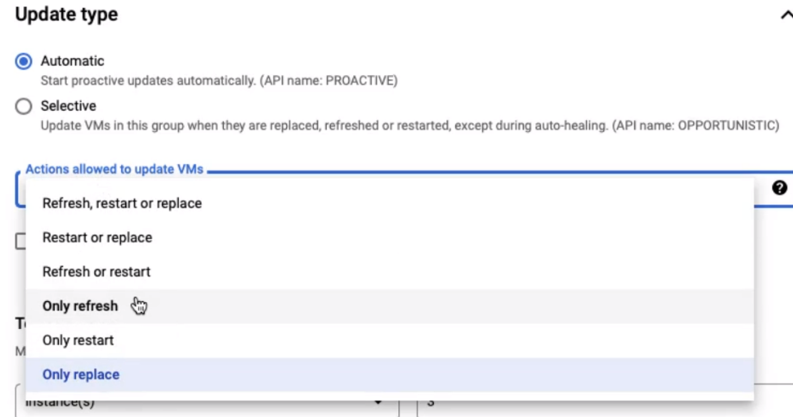 Update type
Automatic
Start proactive updates automatically. (API name: PROACTIVE)
Selective
Update VMs in this group when they are replaced, refreshed or restarted, except during auto-healing. (API name: OPPORTUNISTIC)
Actions allowed to update VMs
Refresh, restart or replace
Restart or replace
Refresh or restart
Only refresh
Only restart
Only replace
instance(s)
3